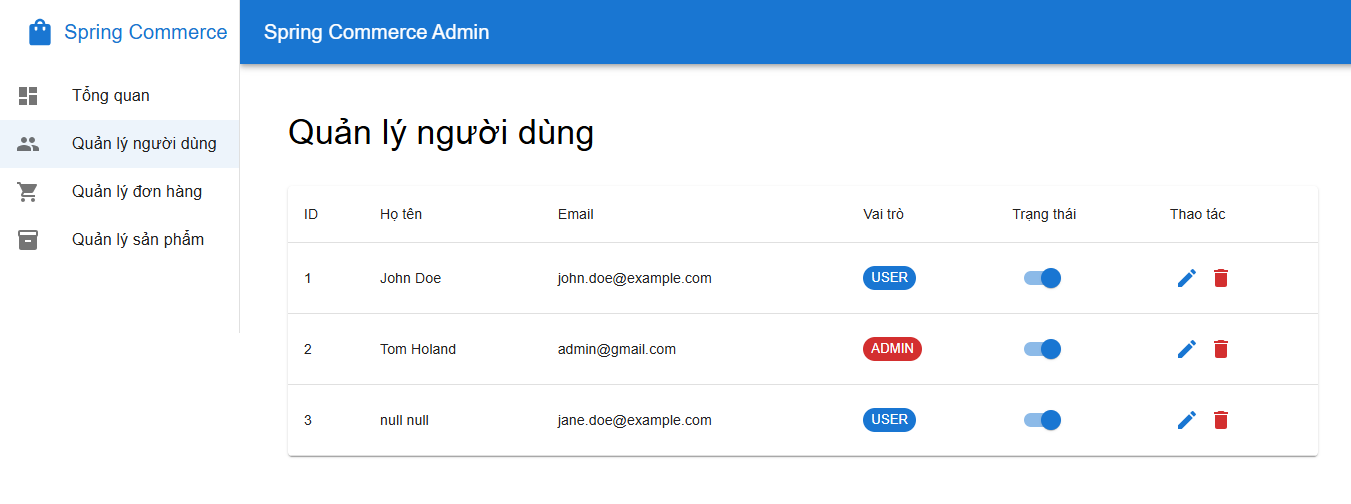 Spring Commerce
Spring Commerce Admin
Tổng quan
Quản lý người dùng
Quản lý đơn hàng
Quản lý sản phẩm
Quản lý người dùng
ID Họ tên Email Vai trò Trạng thái Thao tác
1 John Doe john.doe@example.com USER
2 Tom Holand admin@gmail.com ADMIN
3 null null jane.doe@example.com USER